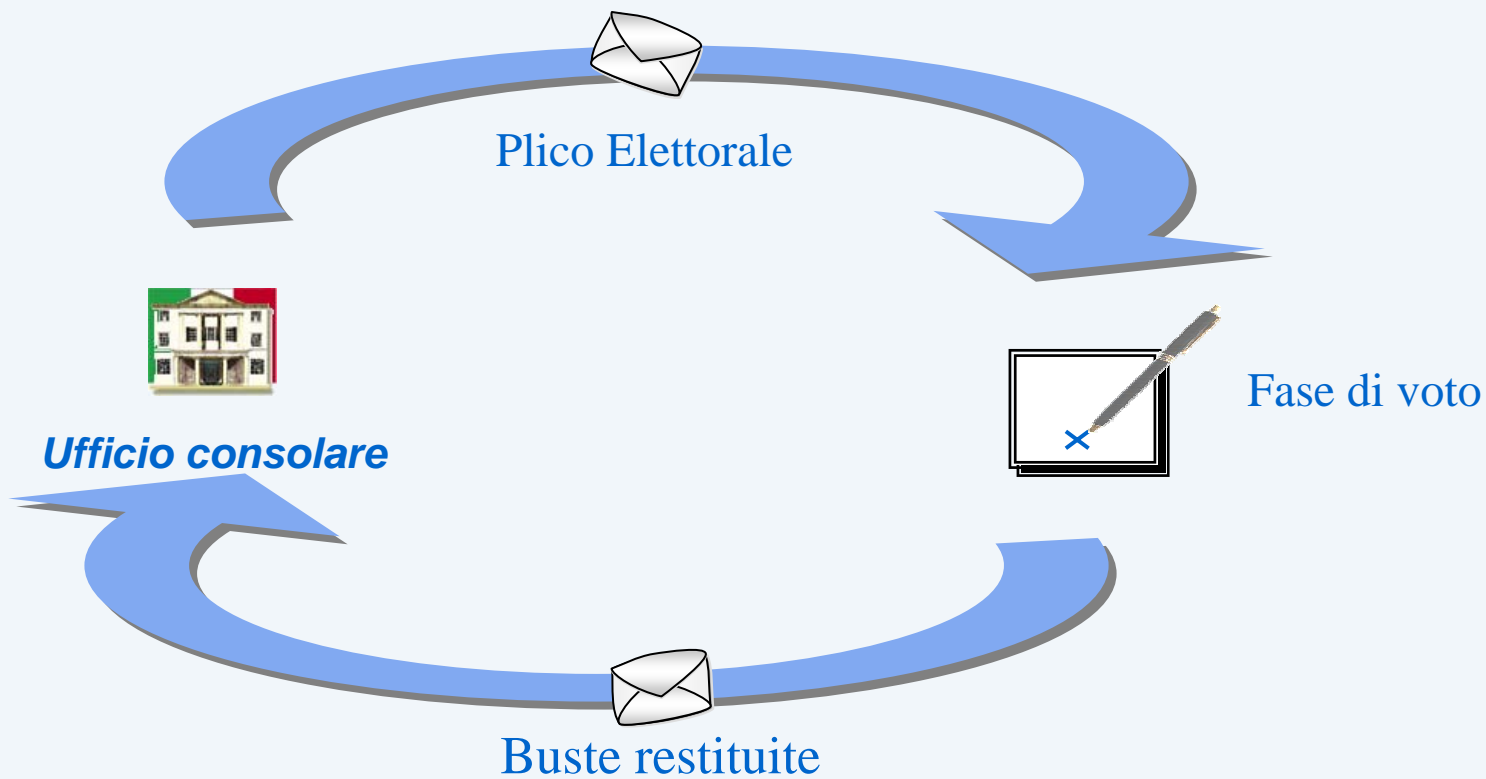 Plico Elettorale
Fase di voto
Ufficio consolare
Buste restituite